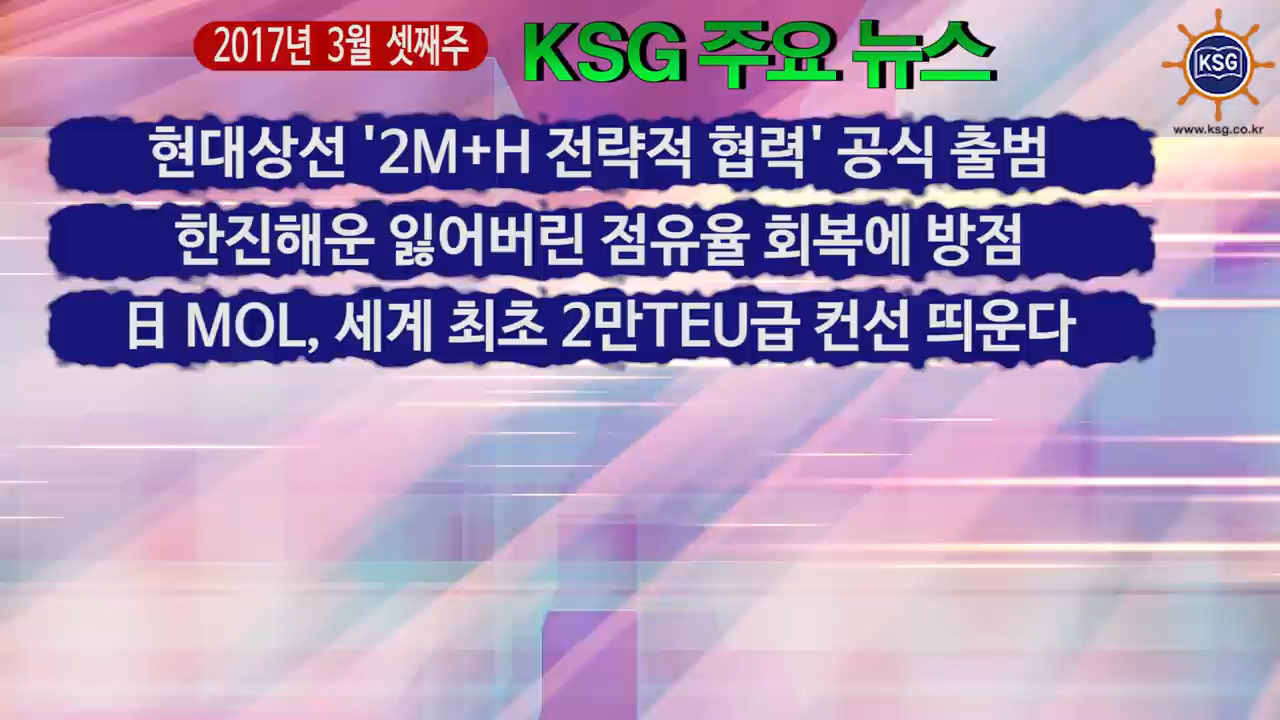 2017년 3월 셋째주
KSG 주요 뉴스
KSG
www.ksg.co.kr
현대상선 '2M+H 전략적 협력' 공식 출범
한진해운 잃어버린 점유율 회복에 방점
日 MOL, 세계 최초 2만TEU급 컨선 띄운다